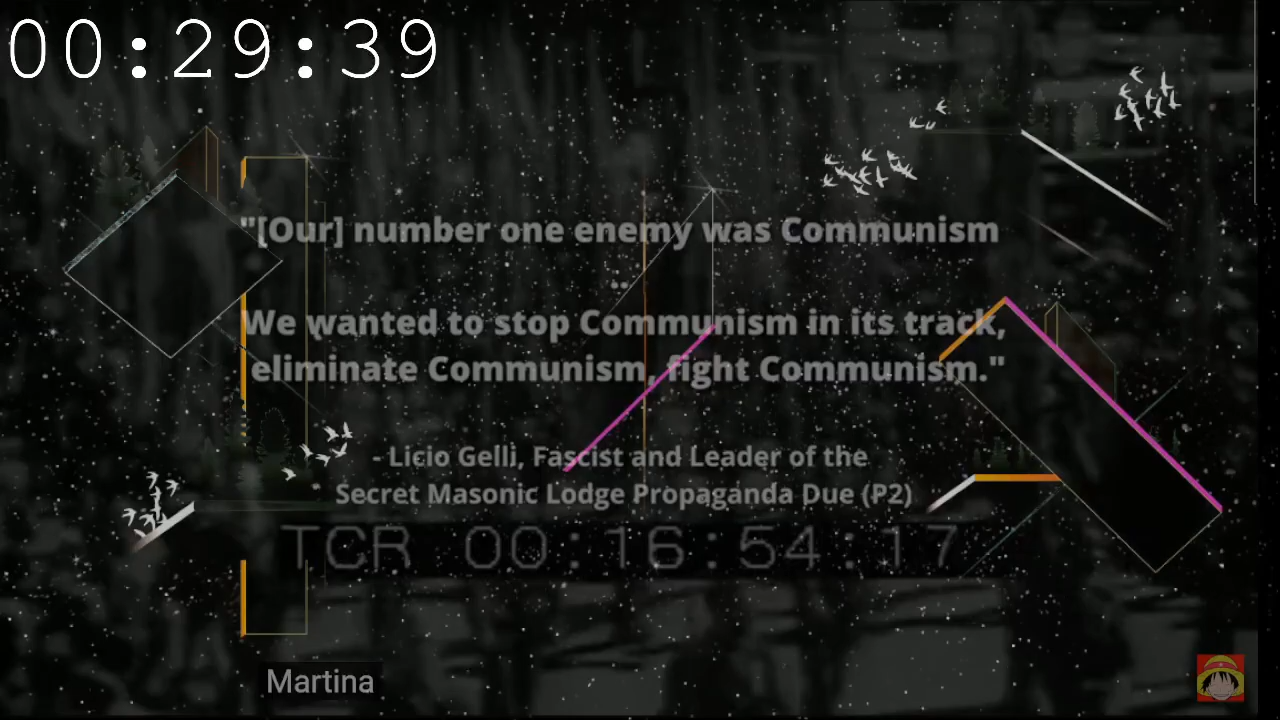 00:29:39
"[Our] number one enemy was Communism
..
We wanted to stop Communism in its track,
eliminate Communism, fight Communism."
- Licio Gelli, Fascist and Leader of the
Secret Masonic Lodge Propaganda Due (P2)
TCR 00:16:54:17
Martina